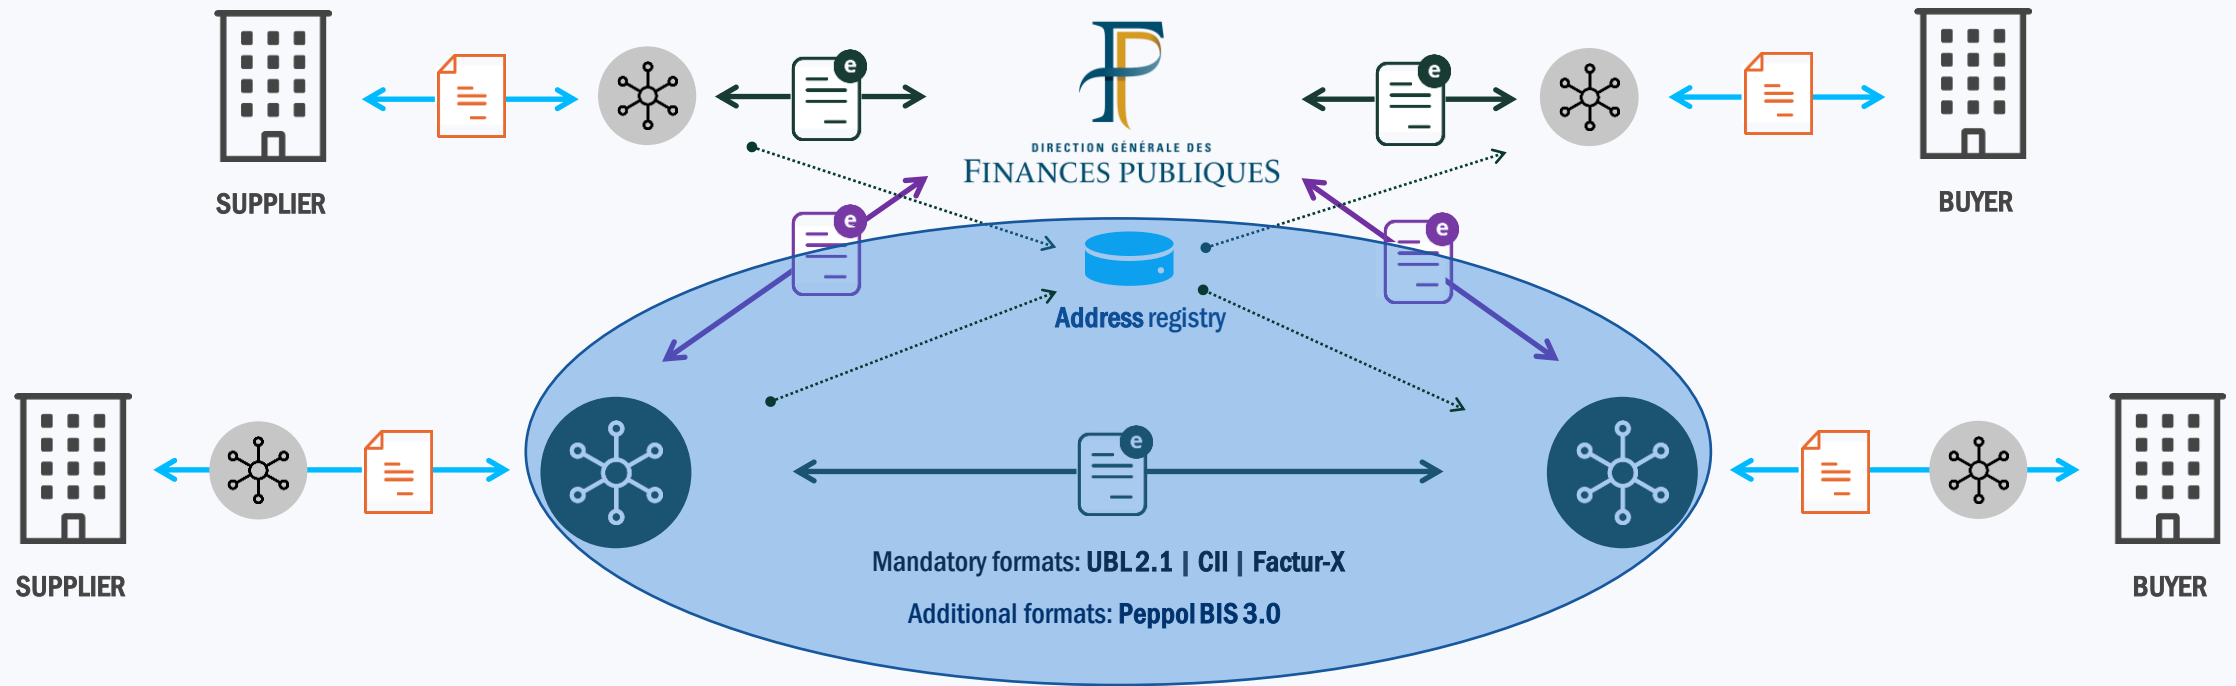 e
e
DIRECTION GÉNÉRALE DES
FINANCES PUBLIQUES
SUPPLIER
BUYER
e
e
Address registry
e
Mandatory formats: UBL 2.1 | CII | Factur-X
SUPPLIER
BUYER
Additional formats: Peppol BIS 3.0